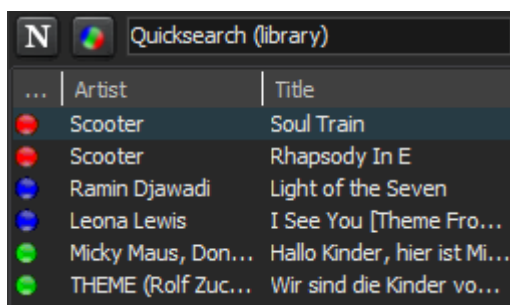 N Quicksearch (library)
... Artist Title
Scooter Soul Train
Scooter Rhapsody In E
Ramin Djawadi Light of the Seven
Leona Lewis I See You [Theme Fro...
Micky Maus, Don... Hallo Kinder, hier ist Mi...
THEME (Rolf Zuc... Wir sind die Kinder vo...